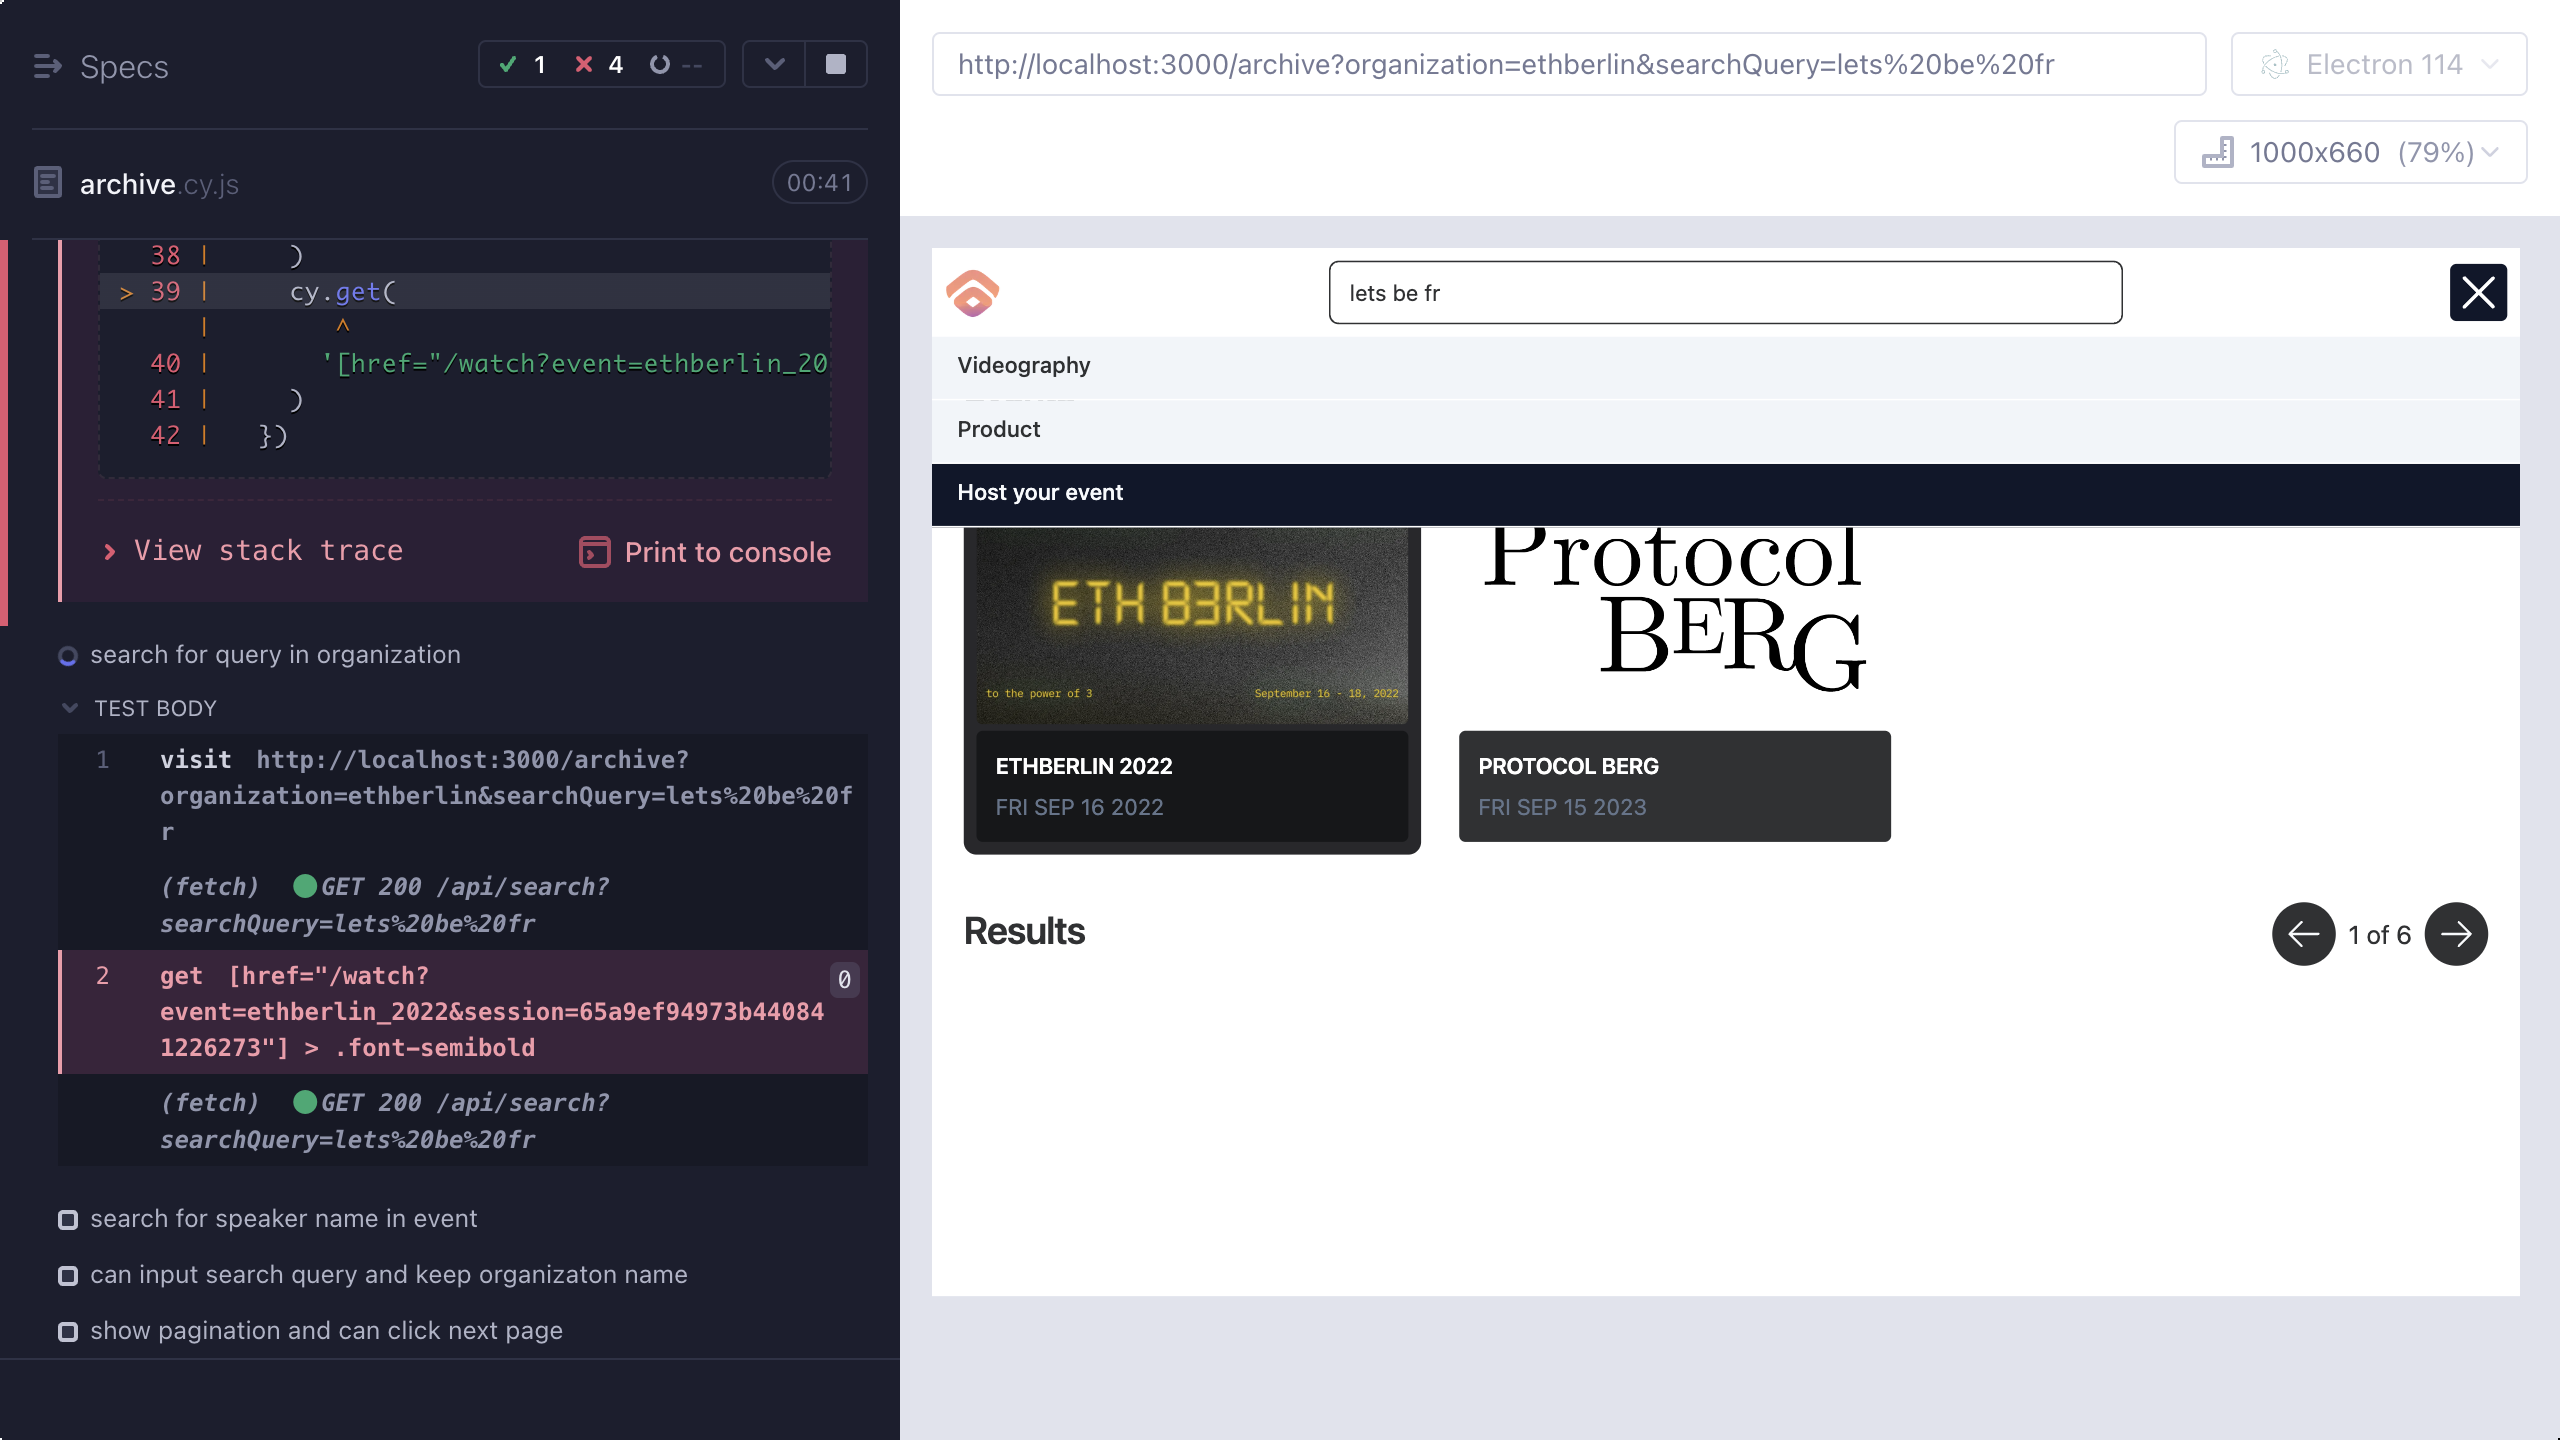 Specs
1
4
--
archive.cy.js
00:41
38 | )
> 39 | cy.get(
| ^
40 | '[href="/watch?event=ethberlin_20
41 | )
42 | })
View stack trace
Print to console
search for query in organization
TEST BODY
1 visit http://localhost:3000/archive?
organization=ethberlin&searchQuery=lets%20be%20f
r
(fetch) GET 200 /api/search?
searchQuery=lets%20be%20fr
2 get [href="/watch? 0
event=ethberlin_2022&session=65a9ef94973b44084
1226273"] > .font-semibold
(fetch) GET 200 /api/search?
searchQuery=lets%20be%20fr
search for speaker name in event
can input search query and keep organizaton name
show pagination and can click next page
http://localhost:3000/archive?organization=ethberlin&searchQuery=lets%20be%20fr
Electron 114
1000x660 (79%)
lets be fr
Videography
Product
Host your event
ETH B3RLIN
to the power of 3
September 16 - 18, 2022
ETHBERLIN 2022
FRI SEP 16 2022
Protocol
BERG
PROTOCOL BERG
FRI SEP 15 2023
Results
1 of 6